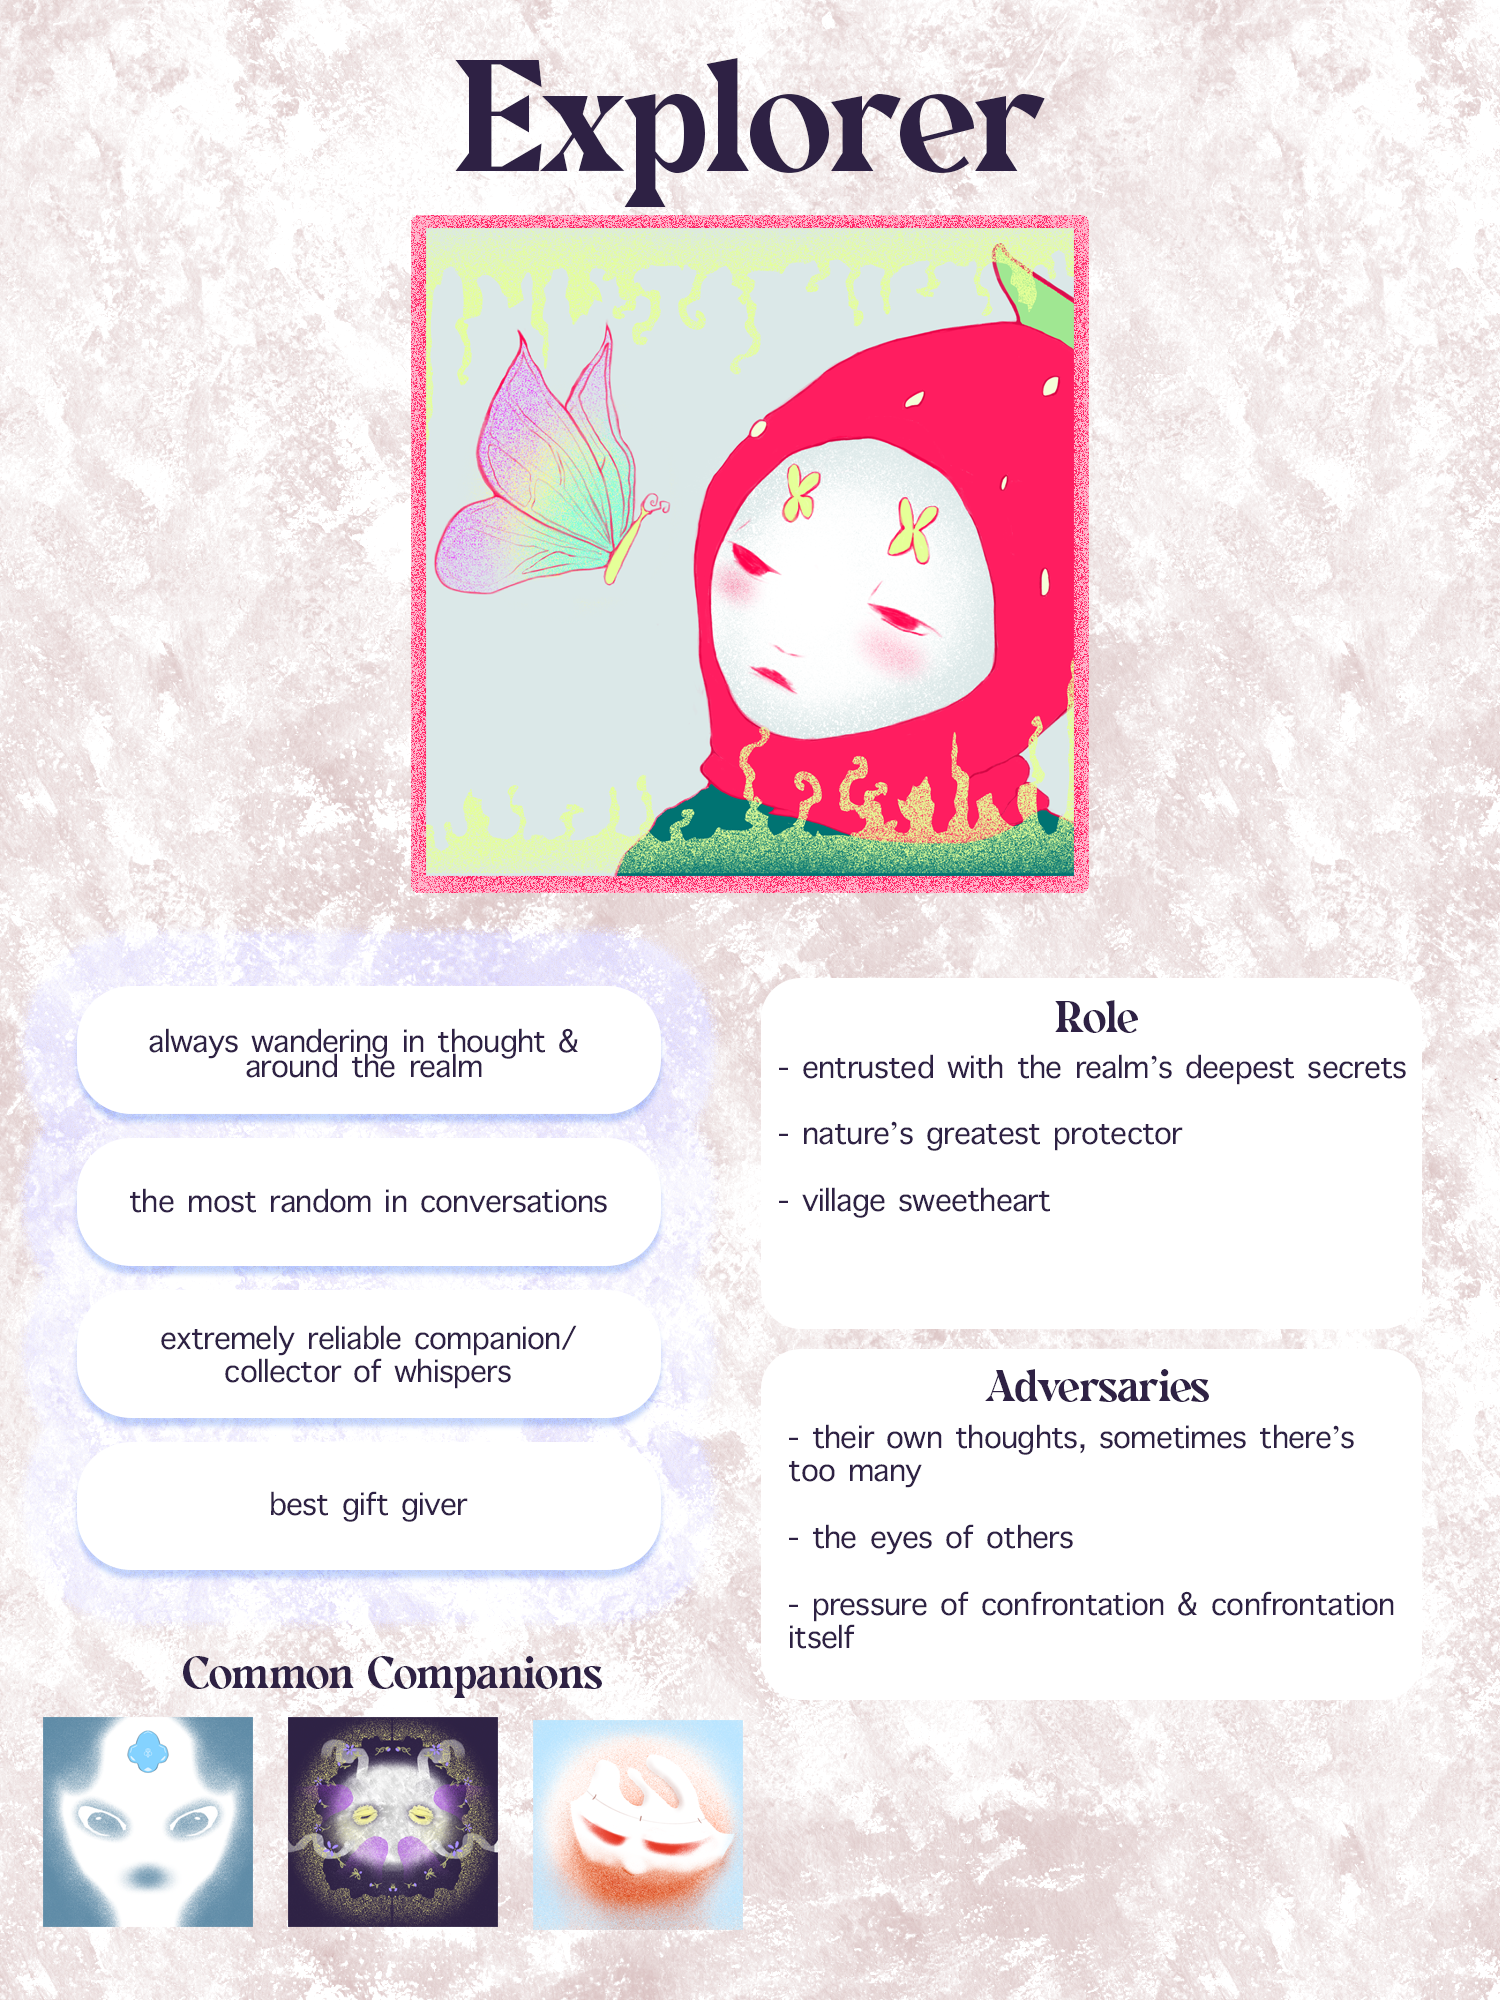 Explorer
always wandering in thought &
around the realm
the most random in conversations
extremely reliable companion/
collector of whispers
best gift giver
Role
- entrusted with the realm’s deepest secrets
- nature’s greatest protector
- village sweetheart
Adversaries
- their own thoughts, sometimes there’s
too many
- the eyes of others
- pressure of confrontation & confrontation
itself
Common Companions